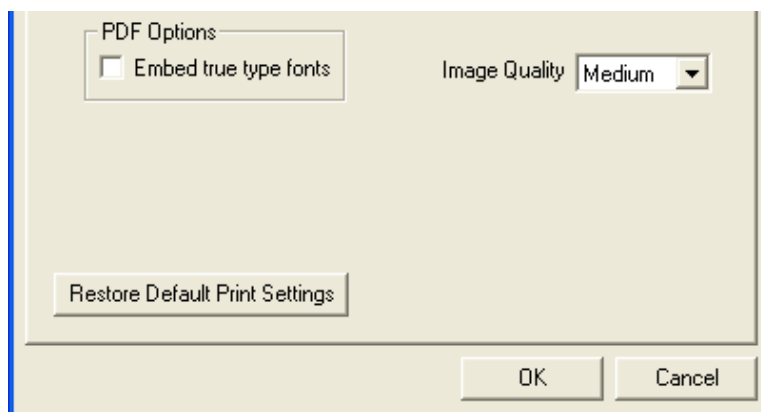 PDF Options
Embed true type fonts
Image Quality Medium
Restore Default Print Settings
OK Cancel